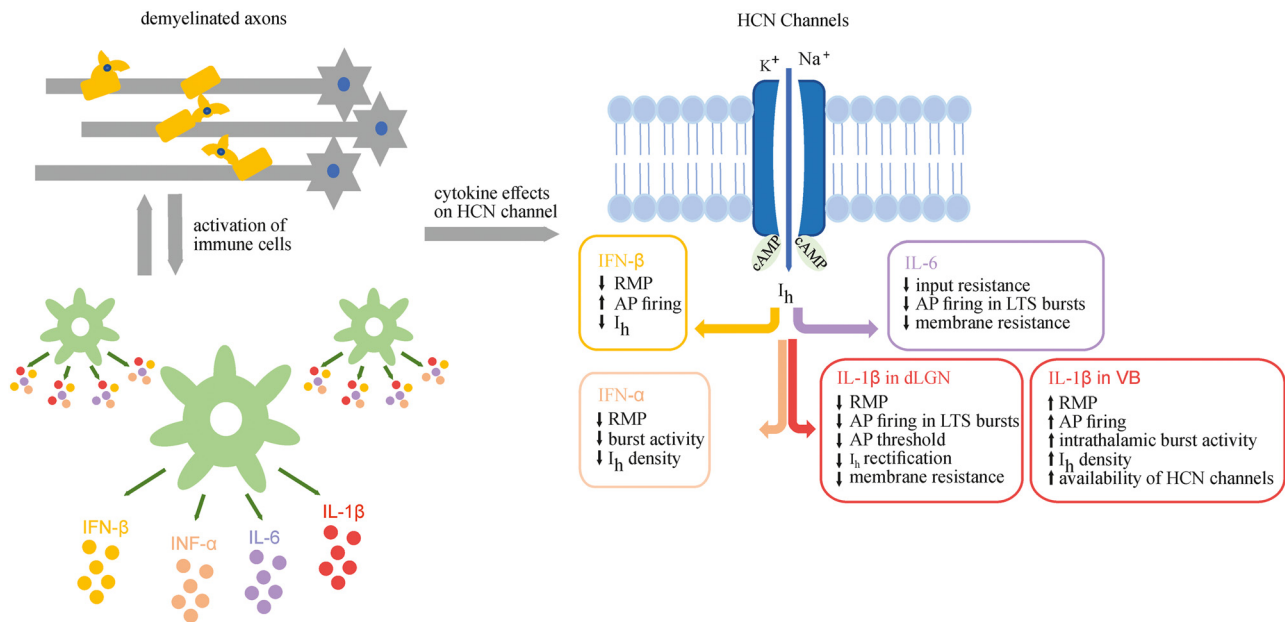 demyelinated axons
activation of
immune cells
IFN-β
INF-α
IL-6
IL-1β
cytokine effects
on HCN channel
HCN Channels
K+ Na+
cAMP cAMP
Ih
IFN-β
↓ RMP
↑ AP firing
↓ Ih
IL-6
↓ input resistance
↓ AP firing in LTS bursts
↓ membrane resistance
IFN-α
↓ RMP
↓ burst activity
↓ Ih density
IL-1β in dLGN
↓ RMP
↓ AP firing in LTS bursts
↓ AP threshold
↓ Ih rectification
↓ membrane resistance
IL-1β in VB
↑ RMP
↑ AP firing
↑ intrathalamic burst activity
↑ Ih density
↑ availability of HCN channels